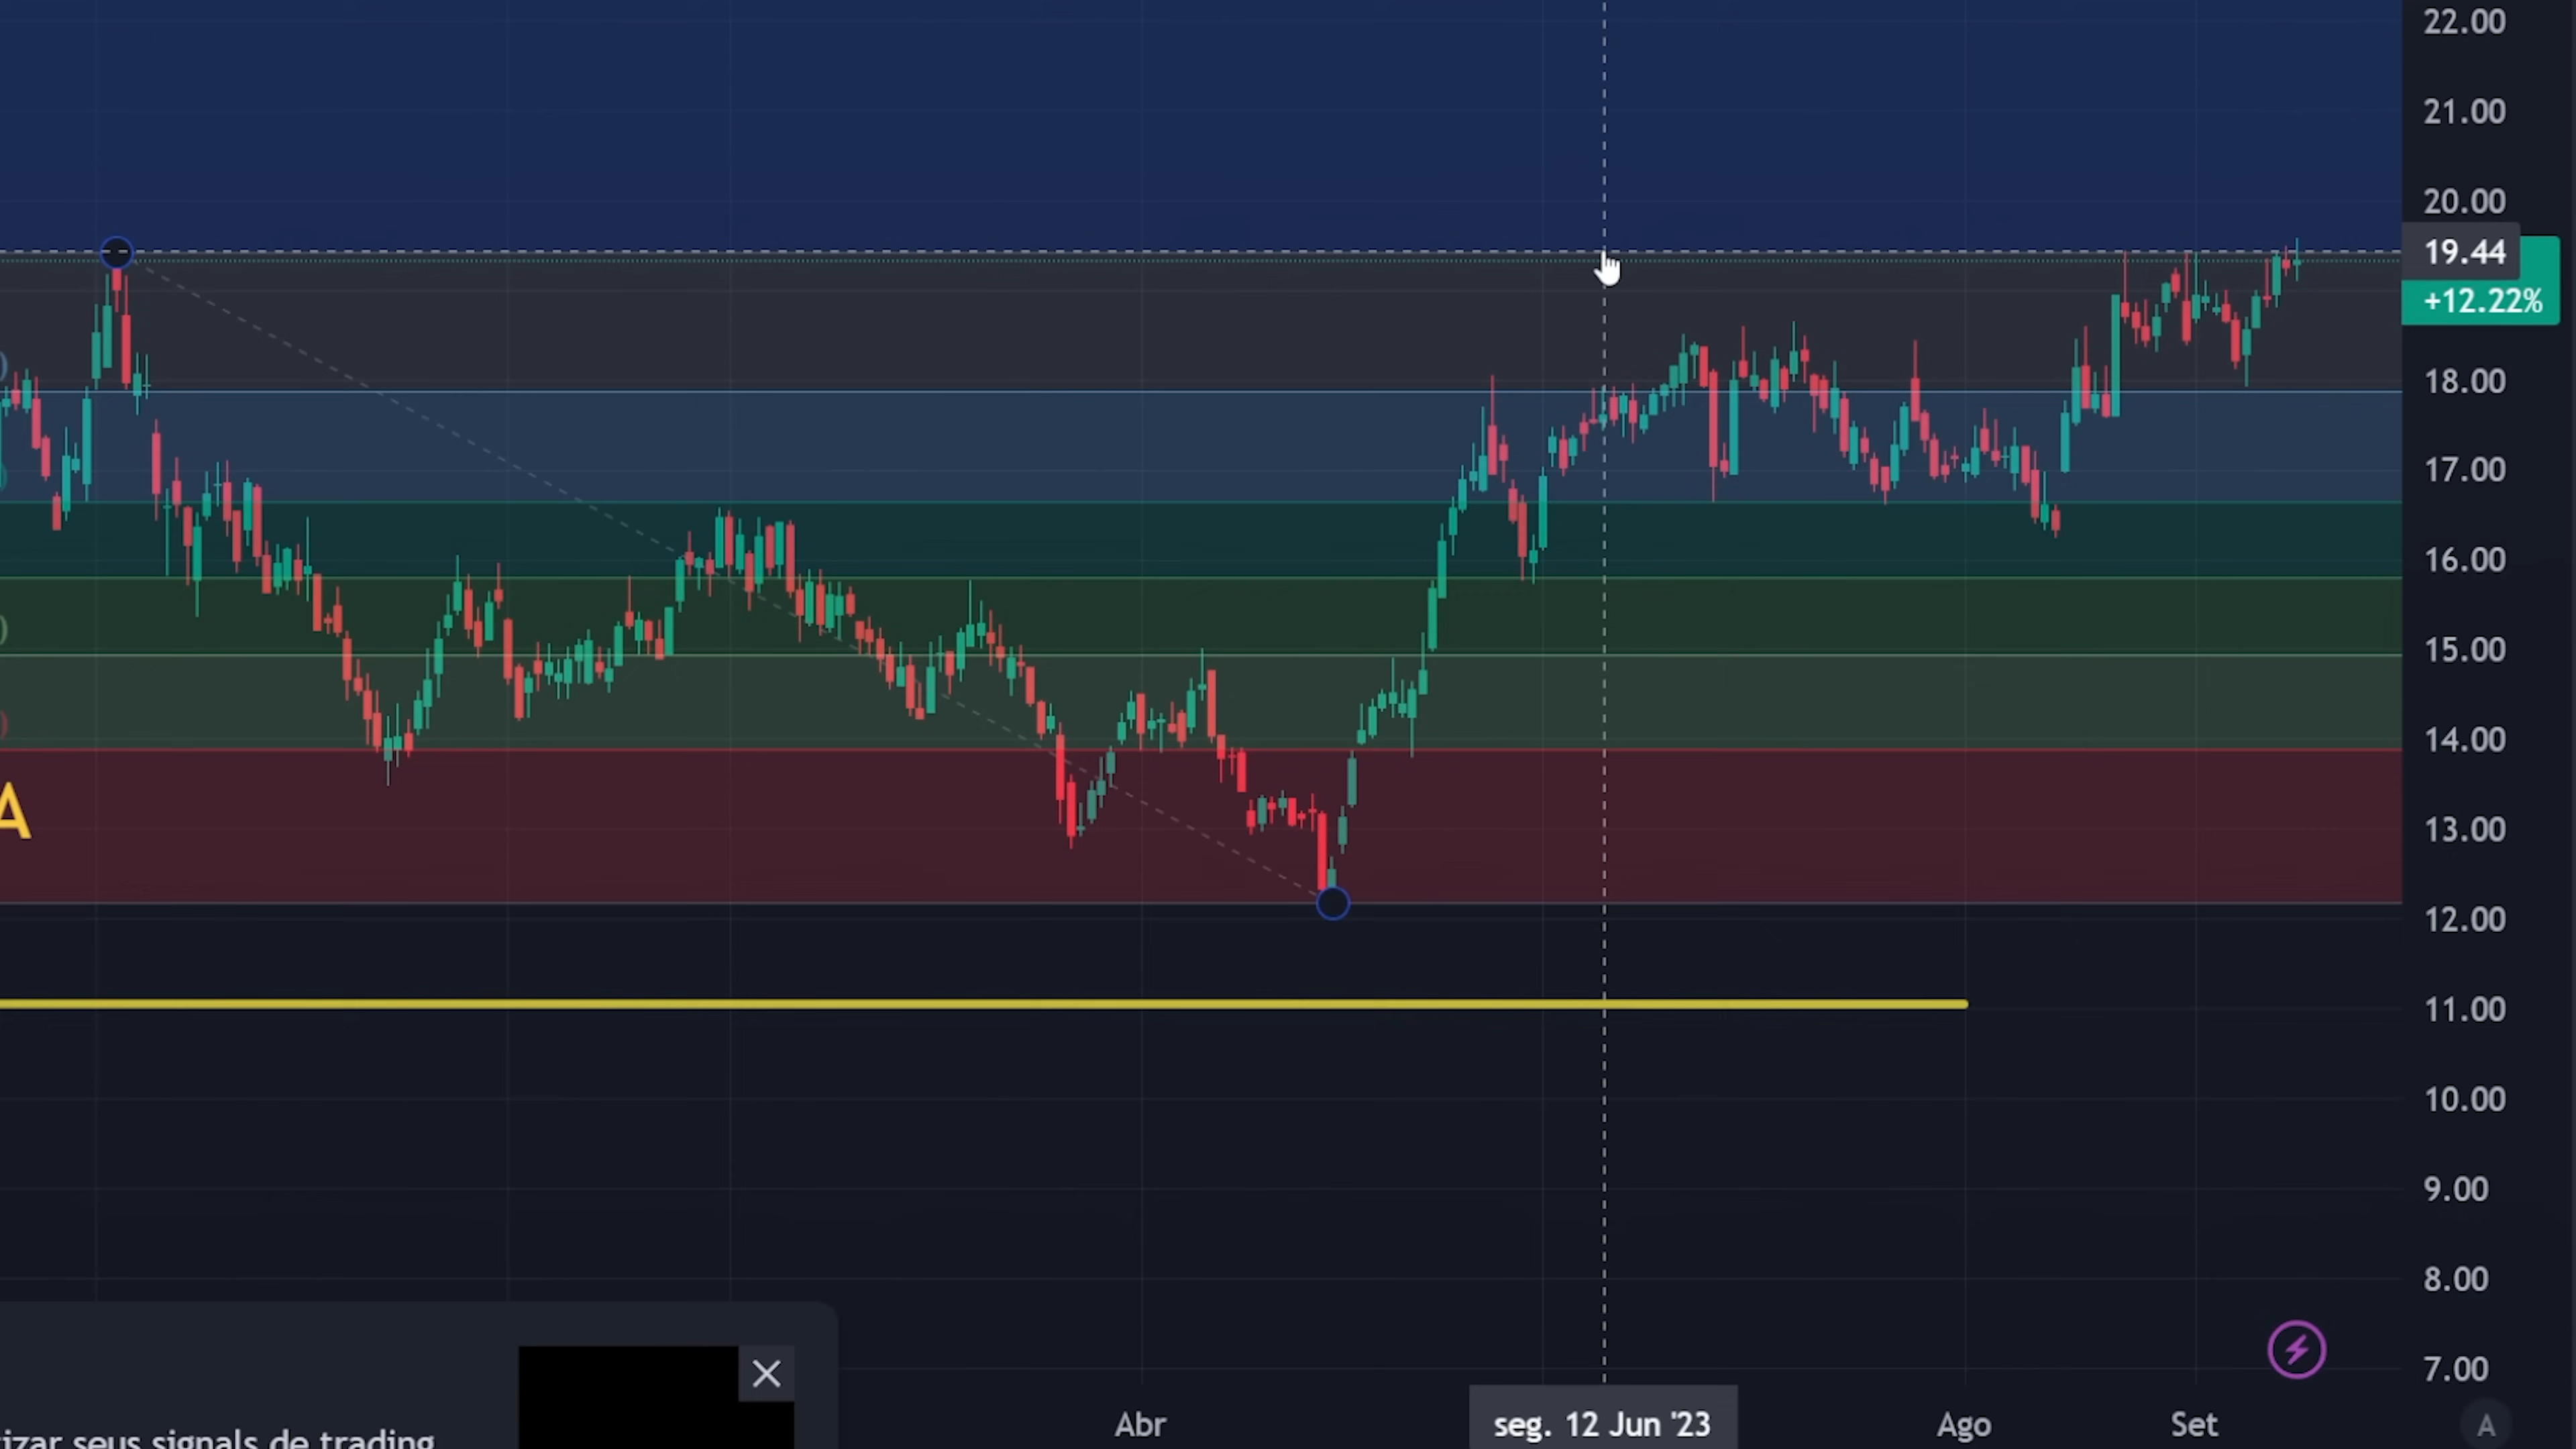 22.00
21.00
20.00
19.44
+12.22%
18.00
17.00
16.00
15.00
14.00
A
13.00
12.00
11.00
10.00
9.00
8.00
7.00
Abr
seg. 12 Jun '23
Ago
Set
A
seus signals de trading